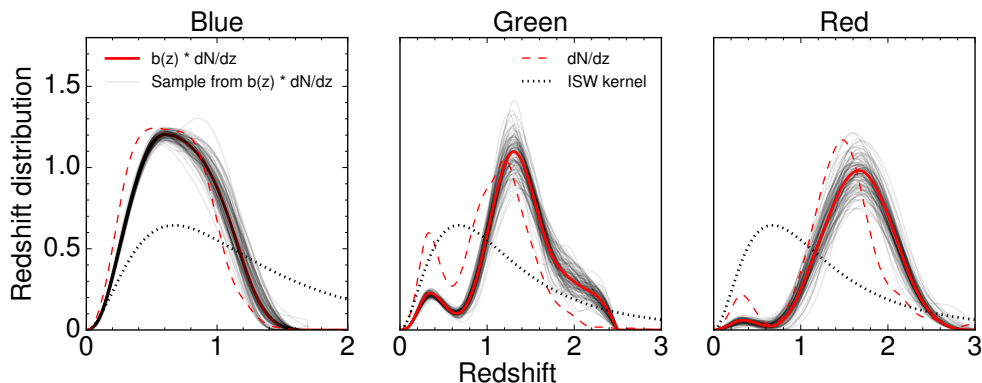 Blue
Green
Red
b(z) * dN/dz
Sample from b(z) * dN/dz
dN/dz
ISW kernel
Redshift distribution
1.5
1.0
0.5
0
0 1 2
0 1 2 3
0 1 2 3
Redshift